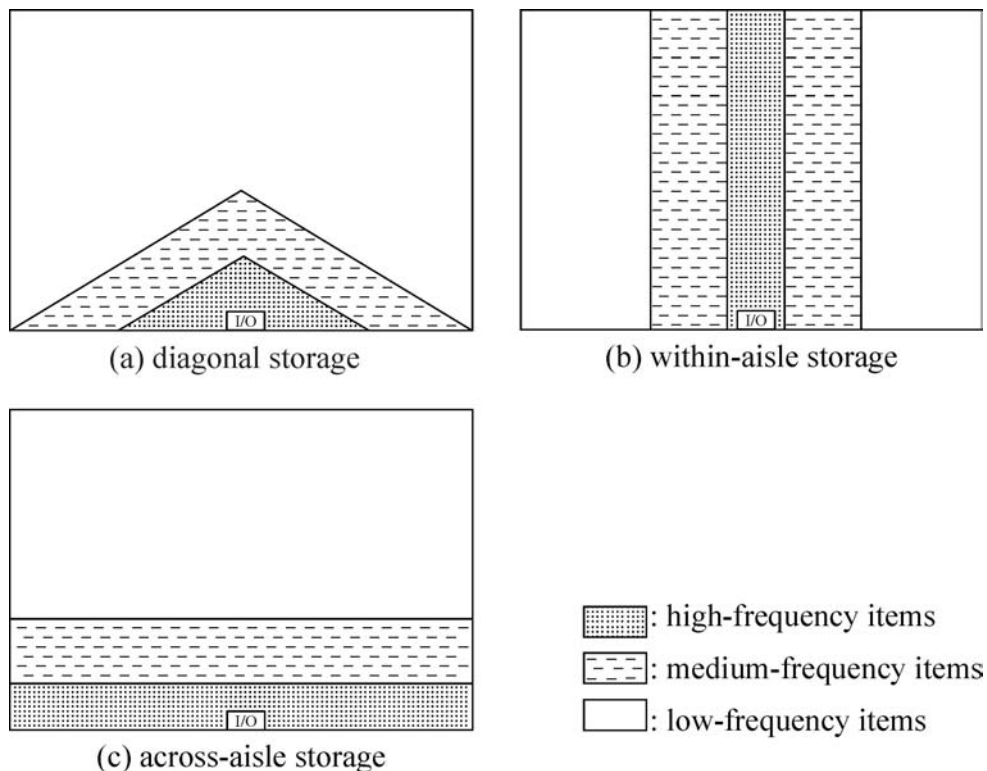 I/O
I/O
(a) diagonal storage
(b) within-aisle storage
I/O
(c) across-aisle storage
: high-frequency items
: medium-frequency items
: low-frequency items